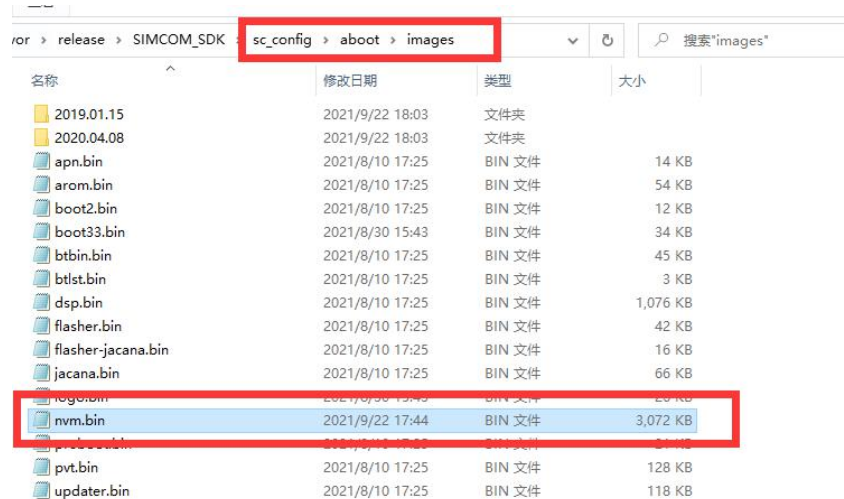 vor › release › SIMCOM_SDK › sc_config › aboot › images
搜索"images"
名称 修改日期 类型 大小
2019.01.15 2021/9/22 18:03 文件夹
2020.04.08 2021/9/22 18:03 文件夹
apn.bin 2021/8/10 17:25 BIN 文件 14 KB
arom.bin 2021/8/10 17:25 BIN 文件 54 KB
boot2.bin 2021/8/10 17:25 BIN 文件 12 KB
boot33.bin 2021/8/30 15:43 BIN 文件 34 KB
btbin.bin 2021/8/10 17:25 BIN 文件 45 KB
btlst.bin 2021/8/10 17:25 BIN 文件 3 KB
dsp.bin 2021/8/10 17:25 BIN 文件 1,076 KB
flasher.bin 2021/8/10 17:25 BIN 文件 42 KB
flasher-jacana.bin 2021/8/10 17:25 BIN 文件 16 KB
jacana.bin 2021/8/10 17:25 BIN 文件 66 KB
nvm.bin 2021/9/22 17:44 BIN 文件 3,072 KB
pvt.bin 2021/8/10 17:25 BIN 文件 128 KB
updater.bin 2021/8/10 17:25 BIN 文件 118 KB